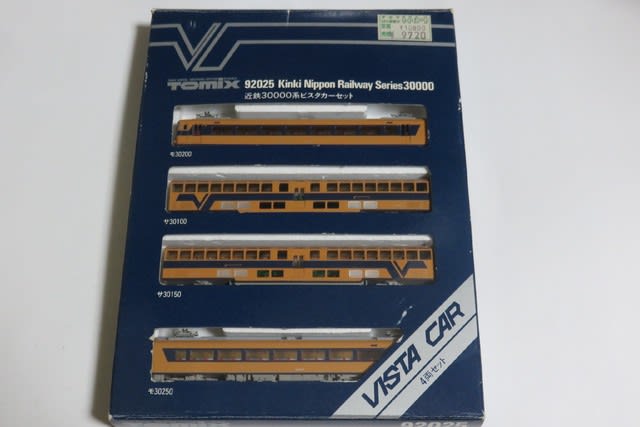 9720
TOMIX
92025 Kinki Nippon Railway Series30000
近鉄30000系ビスタカーセット
モ30200
サ30100
サ30150
モ30250
VISTA CAR
4両セット
92025